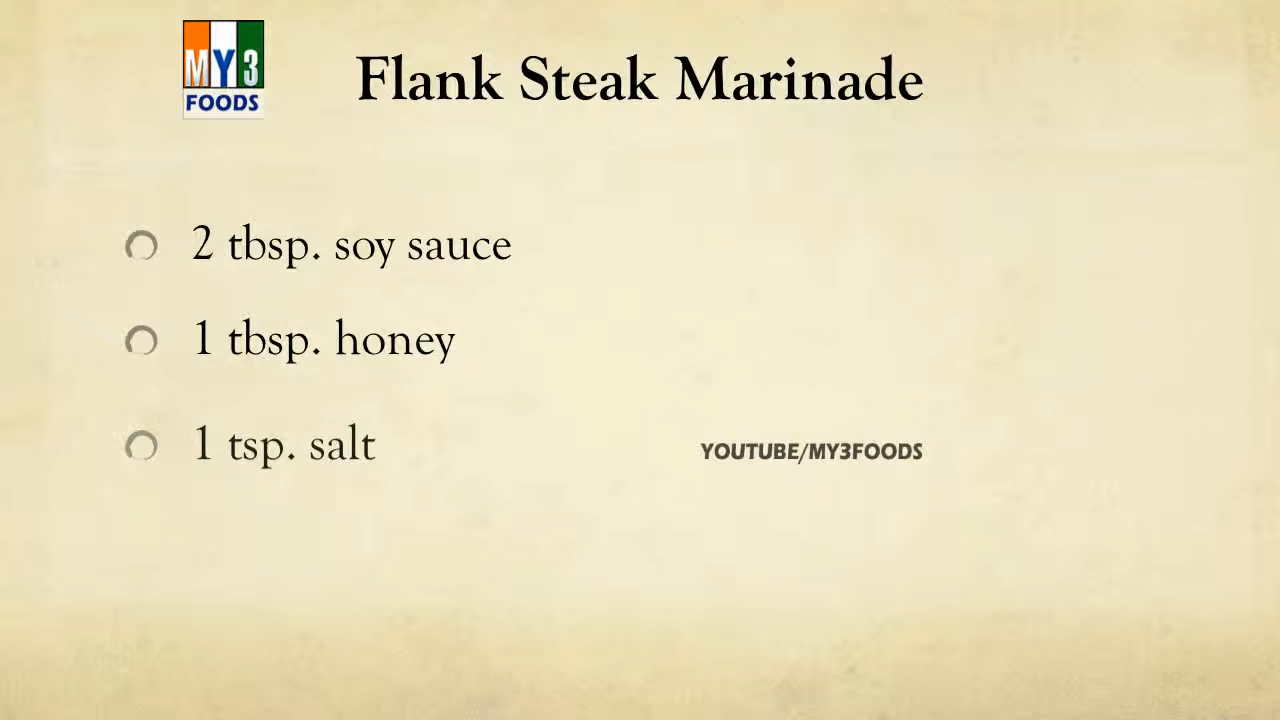 MY3
FOODS
Flank Steak Marinade
2 tbsp. soy sauce
1 tbsp. honey
1 tsp. salt
YOUTUBE/MY3FOODS